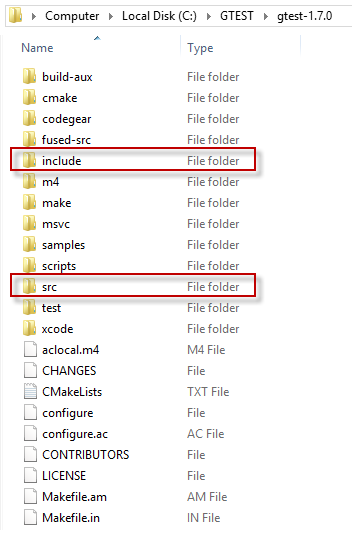 Computer Local Disk (C:) GTEST gtest-1.7.0
Name Type
build-aux File folder
cmake File folder
codegear File folder
fused-src File folder
include File folder
m4 File folder
make File folder
msvc File folder
samples File folder
scripts File folder
src File folder
test File folder
xcode File folder
aclocal.m4 M4 File
CHANGES File
CMakeLists TXT File
configure File
configure.ac AC File
CONTRIBUTORS File
LICENSE File
Makefile.am AM File
Makefile.in IN File